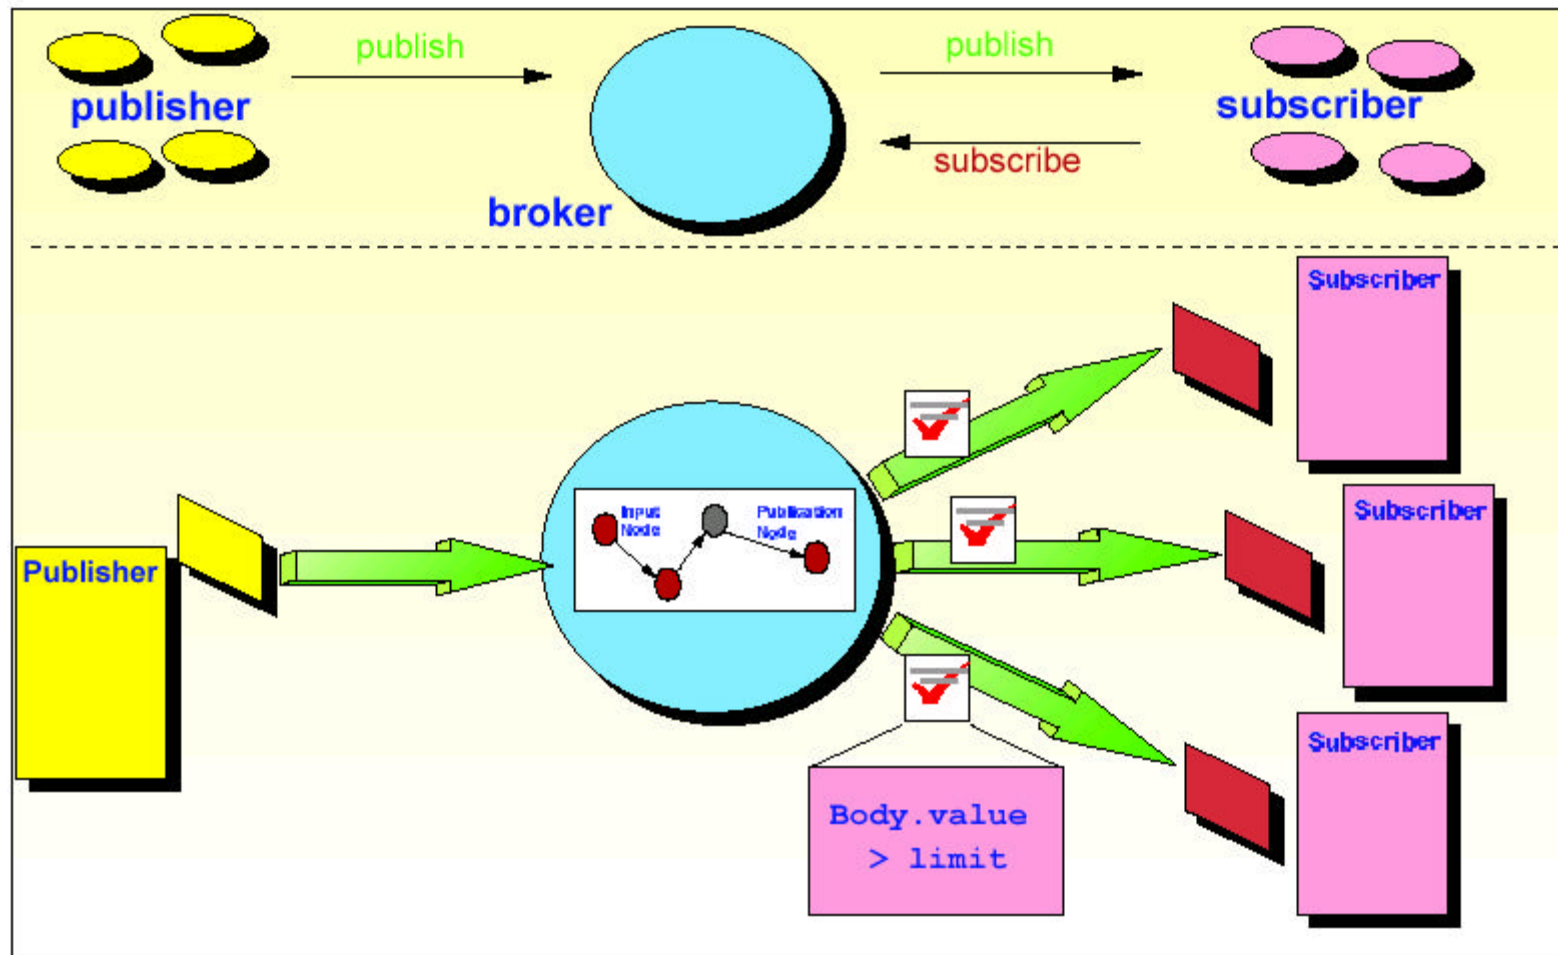 publish
publish
publisher
subscriber
subscribe
broker
Subscriber
Input
Node
Publication
Node
Subscriber
Publisher
Subscriber
Body.value
> limit